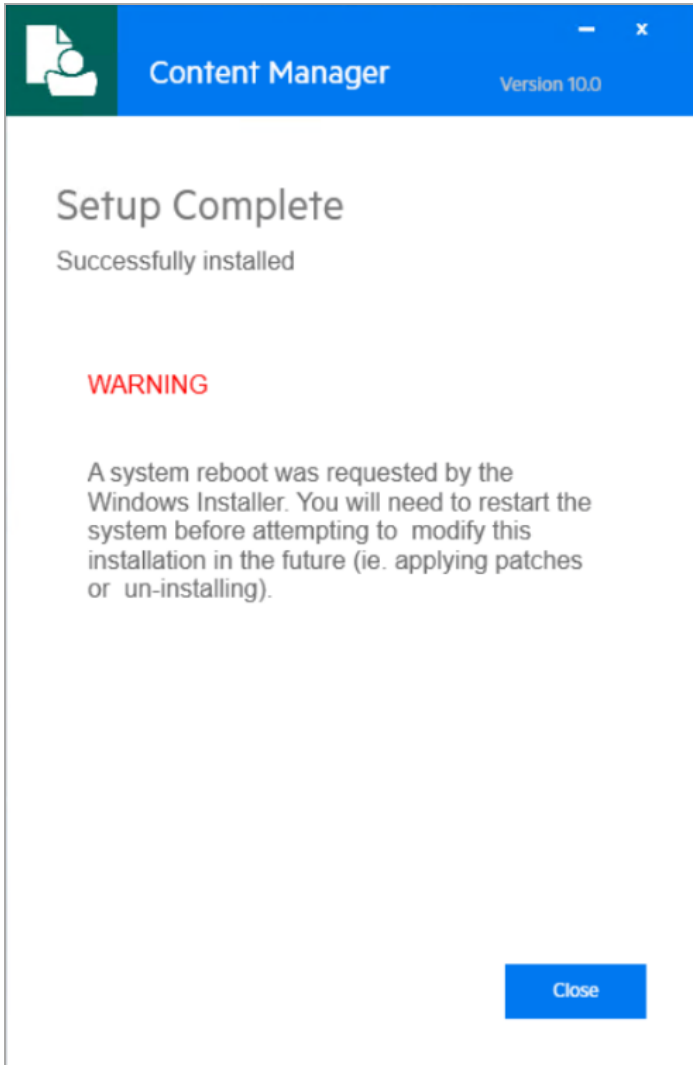 Content Manager
Version 10.0
Setup Complete
Successfully installed
WARNING
A system reboot was requested by the
Windows Installer. You will need to restart the
system before attempting to  modify this
installation in the future (ie. applying patches
or  un-installing).
Close